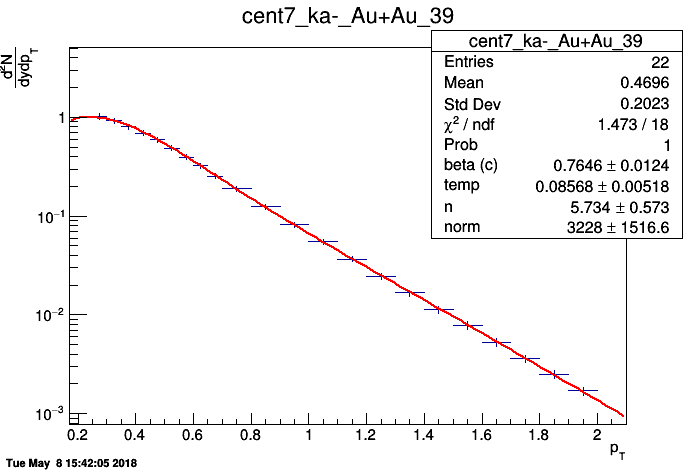 cent7_ka-_Au+Au_39
d²N
dydp_T
cent7_ka-_Au+Au_39
Entries 22
Mean 0.4696
Std Dev 0.2023
χ² / ndf 1.473 / 18
Prob 1
beta (c) 0.7646 ± 0.0124
temp 0.08568 ± 0.00518
n 5.734 ± 0.573
norm 3228 ± 1516.6
1
10⁻¹
10⁻²
10⁻³
0.2 0.4 0.6 0.8 1 1.2 1.4 1.6 1.8 2
p_T
Tue May 8 15:42:05 2018